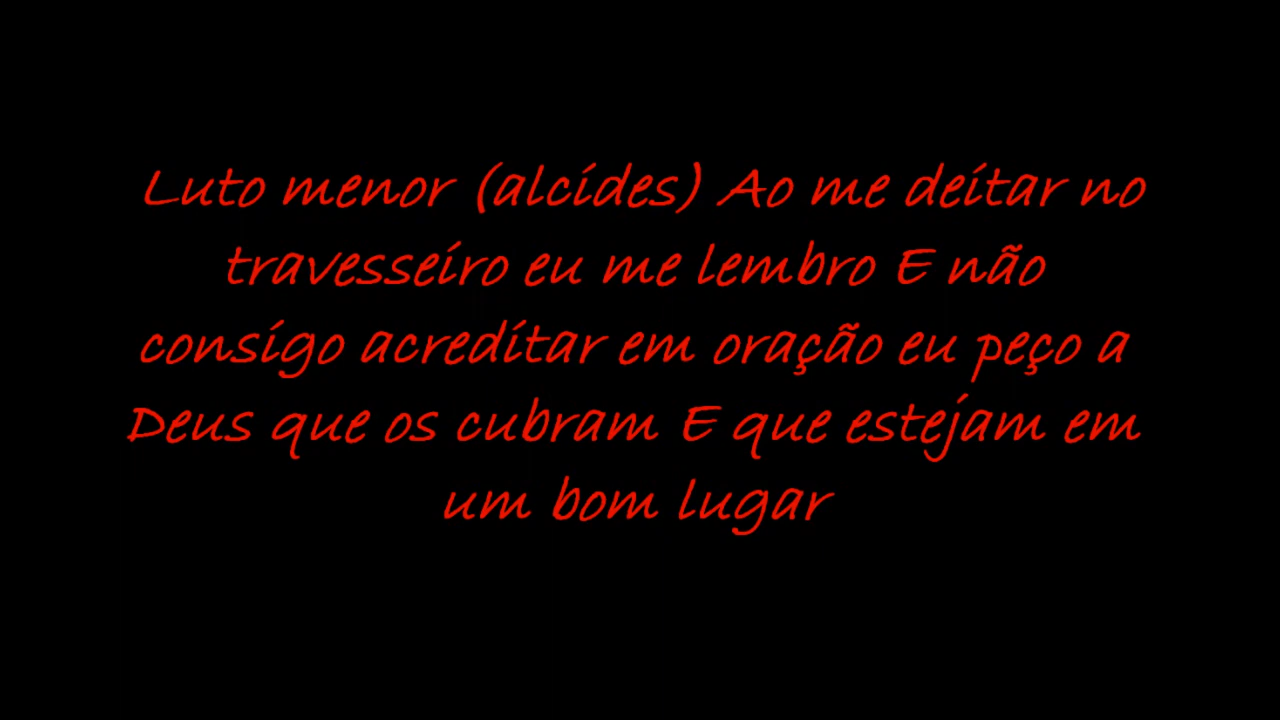 Luto menor (alcides) Ao me deitar no
travesseiro eu me lembro E não
consigo acreditar em oração eu peço a
Deus que os cubram E que estejam em
um bom lugar